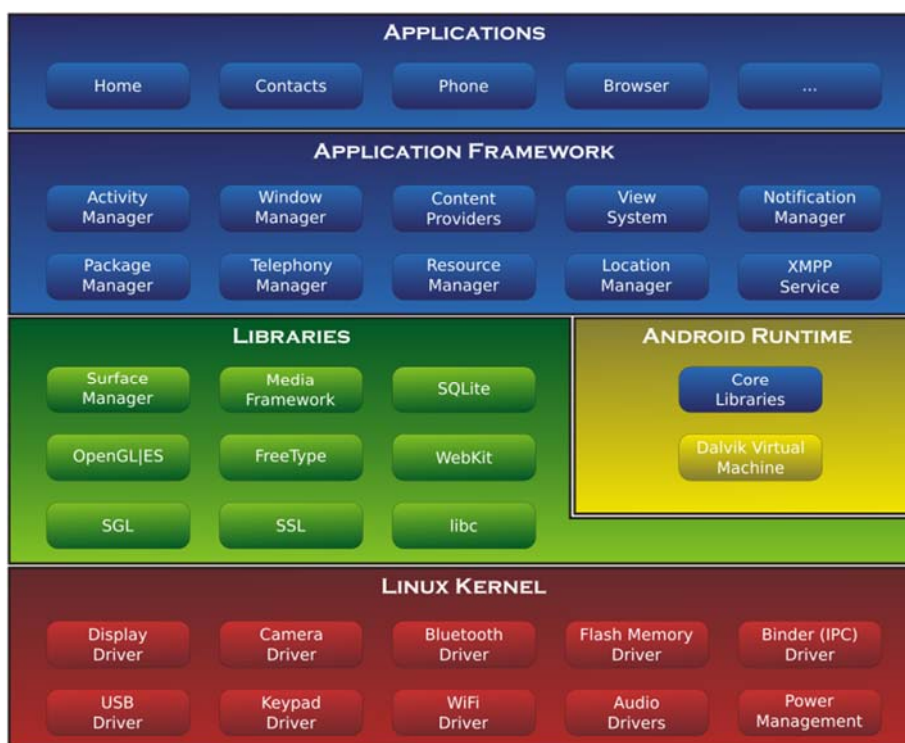 APPLICATIONS
Home
Contacts
Phone
Browser
...
APPLICATION FRAMEWORK
Activity
Manager
Window
Manager
Content
Providers
View
System
Notification
Manager
Package
Manager
Telephony
Manager
Resource
Manager
Location
Manager
XMPP
Service
LIBRARIES
Surface
Manager
Media
Framework
SQLite
OpenGL|ES
FreeType
WebKit
SGL
SSL
libc
ANDROID RUNTIME
Core
Libraries
Dalvik Virtual
Machine
LINUX KERNEL
Display
Driver
Camera
Driver
Bluetooth
Driver
Flash Memory
Driver
Binder (IPC)
Driver
USB
Driver
Keypad
Driver
WiFi
Driver
Audio
Drivers
Power
Management